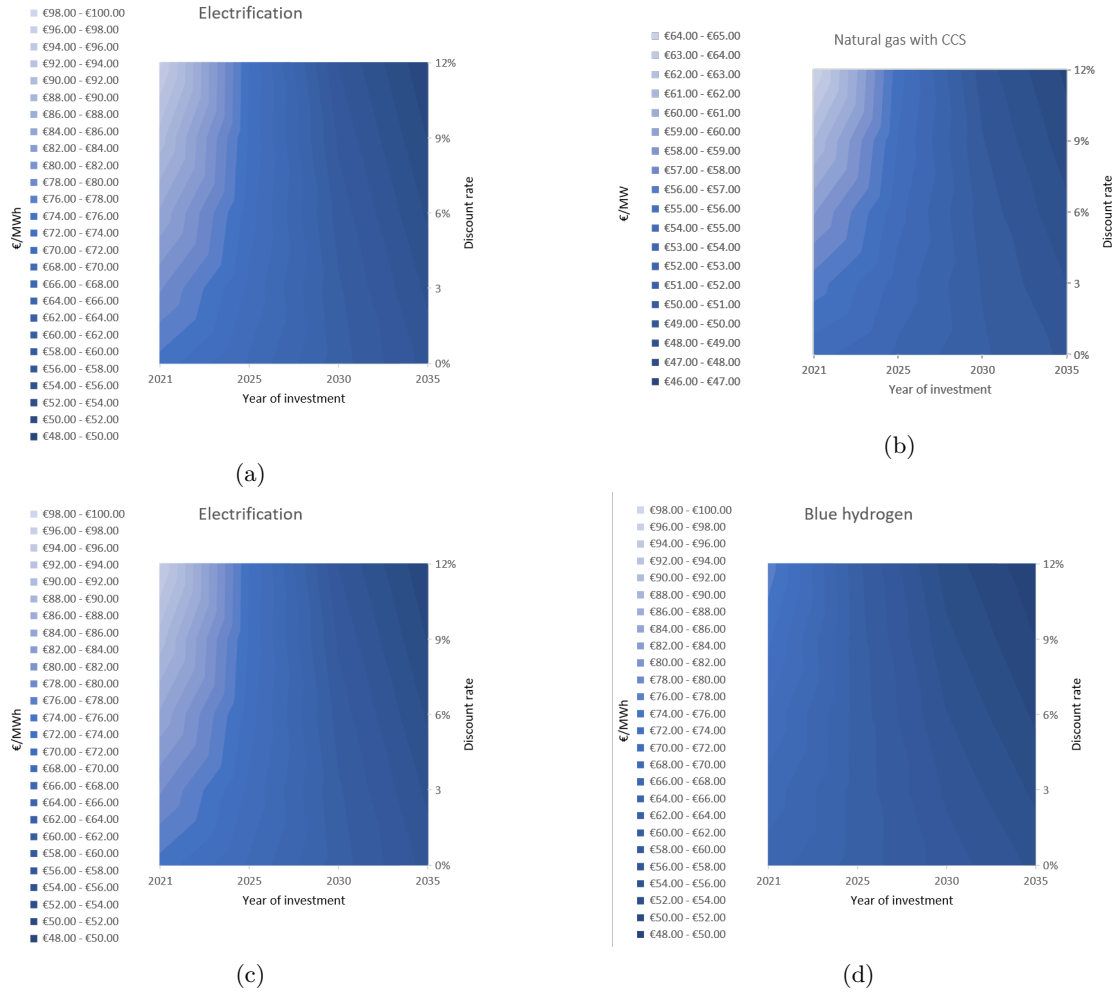 Electrification
€98.00 - €100.00
€96.00 - €98.00
€94.00 - €96.00
€92.00 - €94.00
€90.00 - €92.00
€88.00 - €90.00
€86.00 - €88.00
€84.00 - €86.00
€82.00 - €84.00
€80.00 - €82.00
€78.00 - €80.00
€76.00 - €78.00
€74.00 - €76.00
€72.00 - €74.00
€70.00 - €72.00
€68.00 - €70.00
€66.00 - €68.00
€64.00 - €66.00
€62.00 - €64.00
€60.00 - €62.00
€58.00 - €60.00
€56.00 - €58.00
€54.00 - €56.00
€52.00 - €54.00
€50.00 - €52.00
€48.00 - €50.00
€/MWh
12%
9%
6%
3
0%
Discount rate
2021 2025 2030 2035
Year of investment
(a)
Natural gas with CCS
€64.00 - €65.00
€63.00 - €64.00
€62.00 - €63.00
€61.00 - €62.00
€60.00 - €61.00
€59.00 - €60.00
€58.00 - €59.00
€57.00 - €58.00
€56.00 - €57.00
€55.00 - €56.00
€54.00 - €55.00
€53.00 - €54.00
€52.00 - €53.00
€51.00 - €52.00
€50.00 - €51.00
€49.00 - €50.00
€48.00 - €49.00
€47.00 - €48.00
€46.00 - €47.00
€/MW
12%
9%
6%
3
0%
Discount rate
2021 2025 2030 2035
Year of investment
(b)
Electrification
€98.00 - €100.00
€96.00 - €98.00
€94.00 - €96.00
€92.00 - €94.00
€90.00 - €92.00
€88.00 - €90.00
€86.00 - €88.00
€84.00 - €86.00
€82.00 - €84.00
€80.00 - €82.00
€78.00 - €80.00
€76.00 - €78.00
€74.00 - €76.00
€72.00 - €74.00
€70.00 - €72.00
€68.00 - €70.00
€66.00 - €68.00
€64.00 - €66.00
€62.00 - €64.00
€60.00 - €62.00
€58.00 - €60.00
€56.00 - €58.00
€54.00 - €56.00
€52.00 - €54.00
€50.00 - €52.00
€48.00 - €50.00
€/MWh
12%
9%
6%
3
0%
Discount rate
2021 2025 2030 2035
Year of investment
(c)
Blue hydrogen
€98.00 - €100.00
€96.00 - €98.00
€94.00 - €96.00
€92.00 - €94.00
€90.00 - €92.00
€88.00 - €90.00
€86.00 - €88.00
€84.00 - €86.00
€82.00 - €84.00
€80.00 - €82.00
€78.00 - €80.00
€76.00 - €78.00
€74.00 - €76.00
€72.00 - €74.00
€70.00 - €72.00
€68.00 - €70.00
€66.00 - €68.00
€64.00 - €66.00
€62.00 - €64.00
€60.00 - €62.00
€58.00 - €60.00
€56.00 - €58.00
€54.00 - €56.00
€52.00 - €54.00
€50.00 - €52.00
€48.00 - €50.00
€/MWh
12%
9%
6%
3
0%
Discount rate
2021 2025 2030 2035
Year of investment
(d)